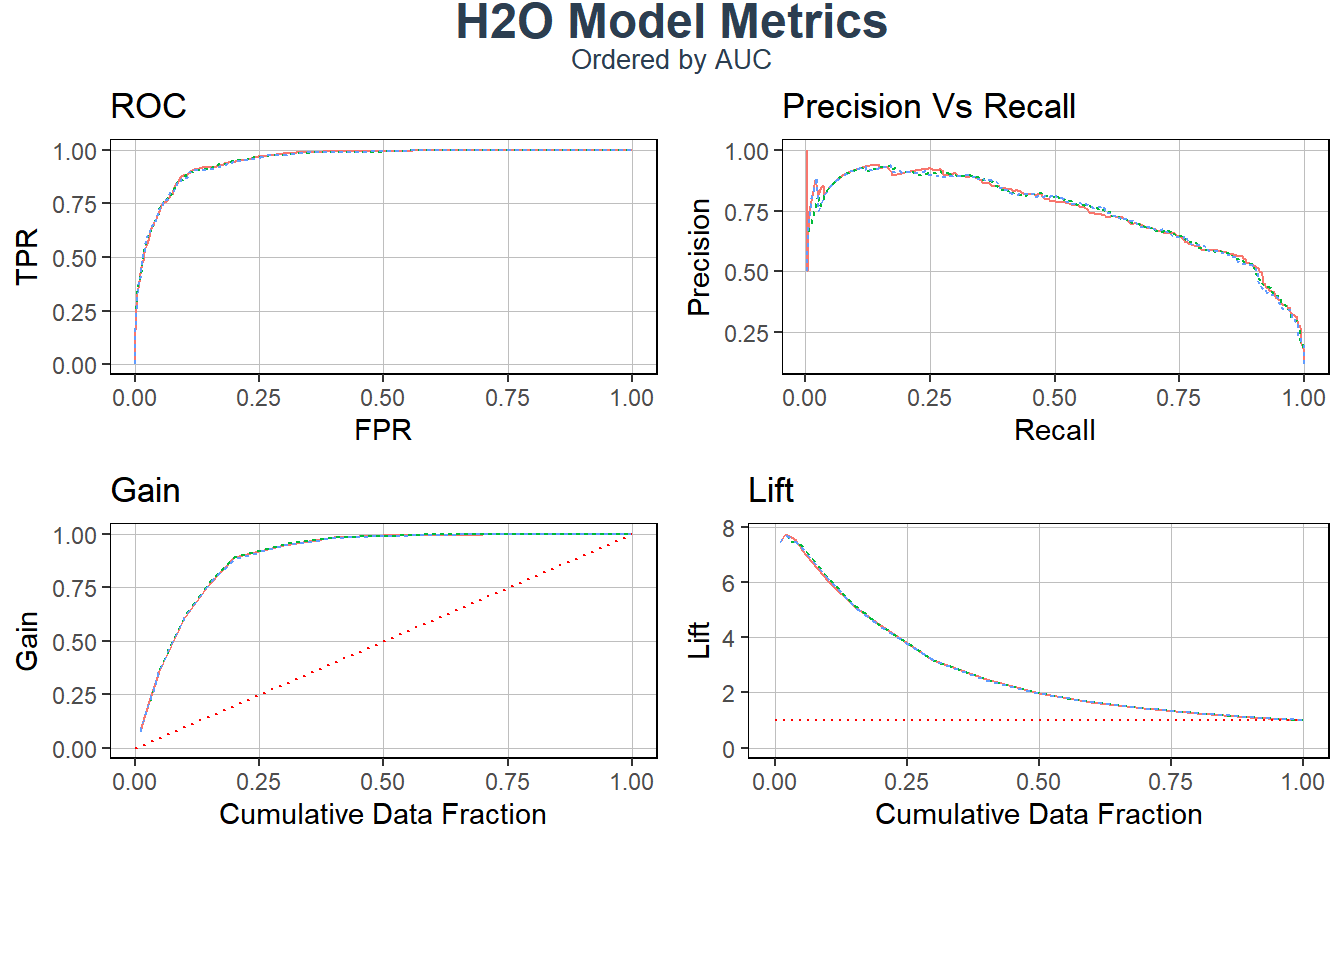 H2O Model Metrics
Ordered by AUC
ROC
1.00
0.75
0.50
0.25
0.00
TPR
0.00 0.25 0.50 0.75 1.00
FPR
Precision Vs Recall
1.00
0.75
0.50
0.25
Precision
0.00 0.25 0.50 0.75 1.00
Recall
Gain
1.00
0.75
0.50
0.25
0.00
Gain
0.00 0.25 0.50 0.75 1.00
Cumulative Data Fraction
Lift
8
6
4
2
0
Lift
0.00 0.25 0.50 0.75 1.00
Cumulative Data Fraction